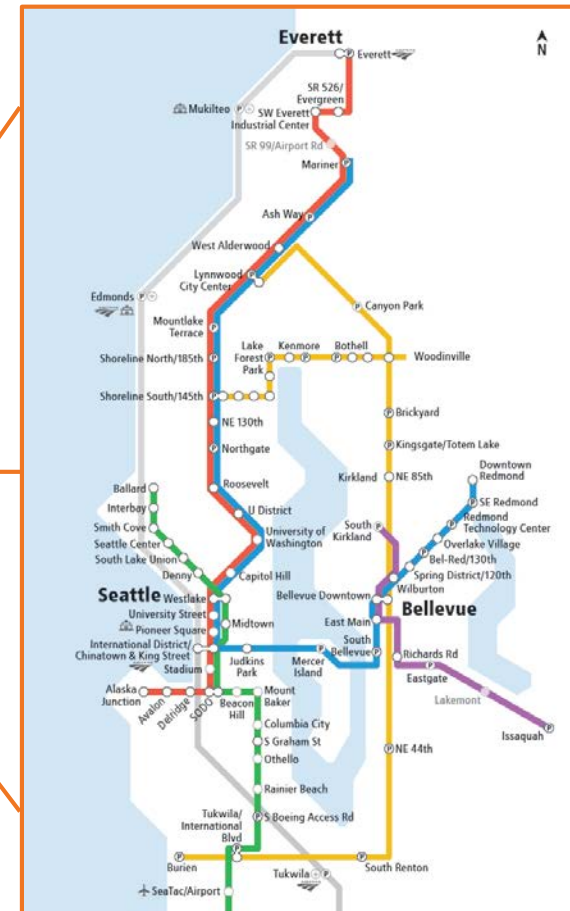 Everett
N
Everett
SR 526/
Evergreen
Mukilteo
P
SW Everett
Industrial Center
SR 99/Airport Rd
Mariner
P
Ash Way
P
West Alderwood
Lynnwood
City Center
P
Edmonds
P
Canyon Park
P
Mountlake
Terrace
P
Lake
Forest
Park
P
Kenmore
P
Bothell
P
Woodinville
Shoreline North/185th
P
Shoreline South/145th
P
Brickyard
P
NE 130th
Northgate
P
Kingsgate/Totem Lake
P
Roosevelt
Kirkland
NE 85th
Downtown
Redmond
Ballard
Interbay
Smith Cove
Seattle Center
South Lake Union
Denny
U District
University of
Washington
South
Kirkland
P
SE Redmond
P
Redmond
Technology Center
P
Overlake Village
Bel-Red/130th
P
Spring District/120th
Wilburton
Capitol Hill
Seattle
Westlake
Bellevue Downtown
Bellevue
University Street
Pioneer Square
Midtown
East Main
International District/
Chinatown & King Street
Stadium
Judkins
Park
Mercer
Island
P
South
Bellevue
P
Richards Rd
Eastgate
P
Lakemont
Issaquah
P
Alaska
Junction
Avalon
Delridge
SODO
Beacon
Hill
Mount
Baker
Columbia City
S Graham St
Othello
NE 44th
P
Rainier Beach
Tukwila/
International
Blvd
P
S Boeing Access Rd
P
Burien
P
South Renton
P
Tukwila
P
SeaTac/Airport